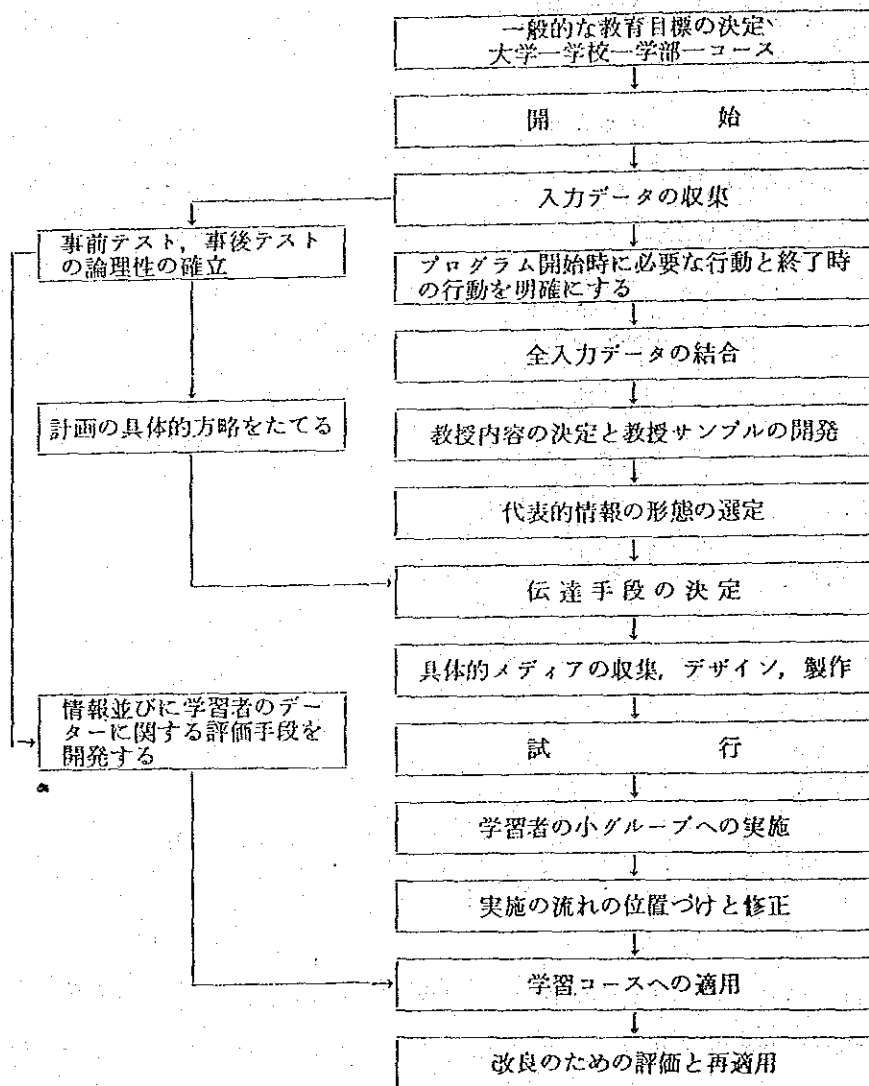 一般的な教育目標の決定、
大学―学校―学部―コース
開始
入力データの収集
事前テスト，事後テスト
の論理性の確立
プログラム開始時に必要な行動と終了時
の行動を明確にする
全入力データの結合
計画の具体的方略をたてる
教授内容の決定と教授サンプルの開発
代表的情報の形態の選定
伝達手段の決定
具体的メディアの収集，デザイン，製作
情報並びに学習者のデ
ーターに関する評価手段を
開発する
試行
学習者の小グループへの実施
実施の流れの位置づけと修正
学習コースへの適用
改良のための評価と再適用